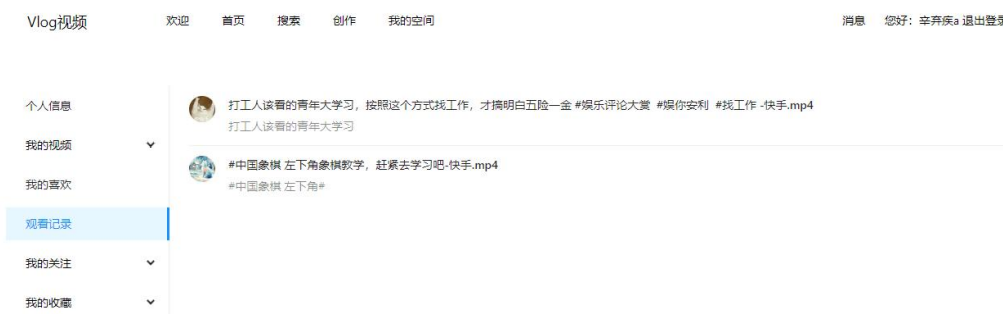 Vlog视频 欢迎 首页 搜索 创作 我的空间 消息 您好：辛弃疾a 退出登录
个人信息
我的视频
我的喜欢
观看记录
我的关注
我的收藏
打工人该看的青年大学习，按照这个方式找工作，才搞明白五险一金 #娱乐评论大赏 #娱你安利 #找工作 -快手.mp4
打工人该看的青年大学习
#中国象棋 左下角象棋教学，赶紧去学习吧-快手.mp4
#中国象棋 左下角#